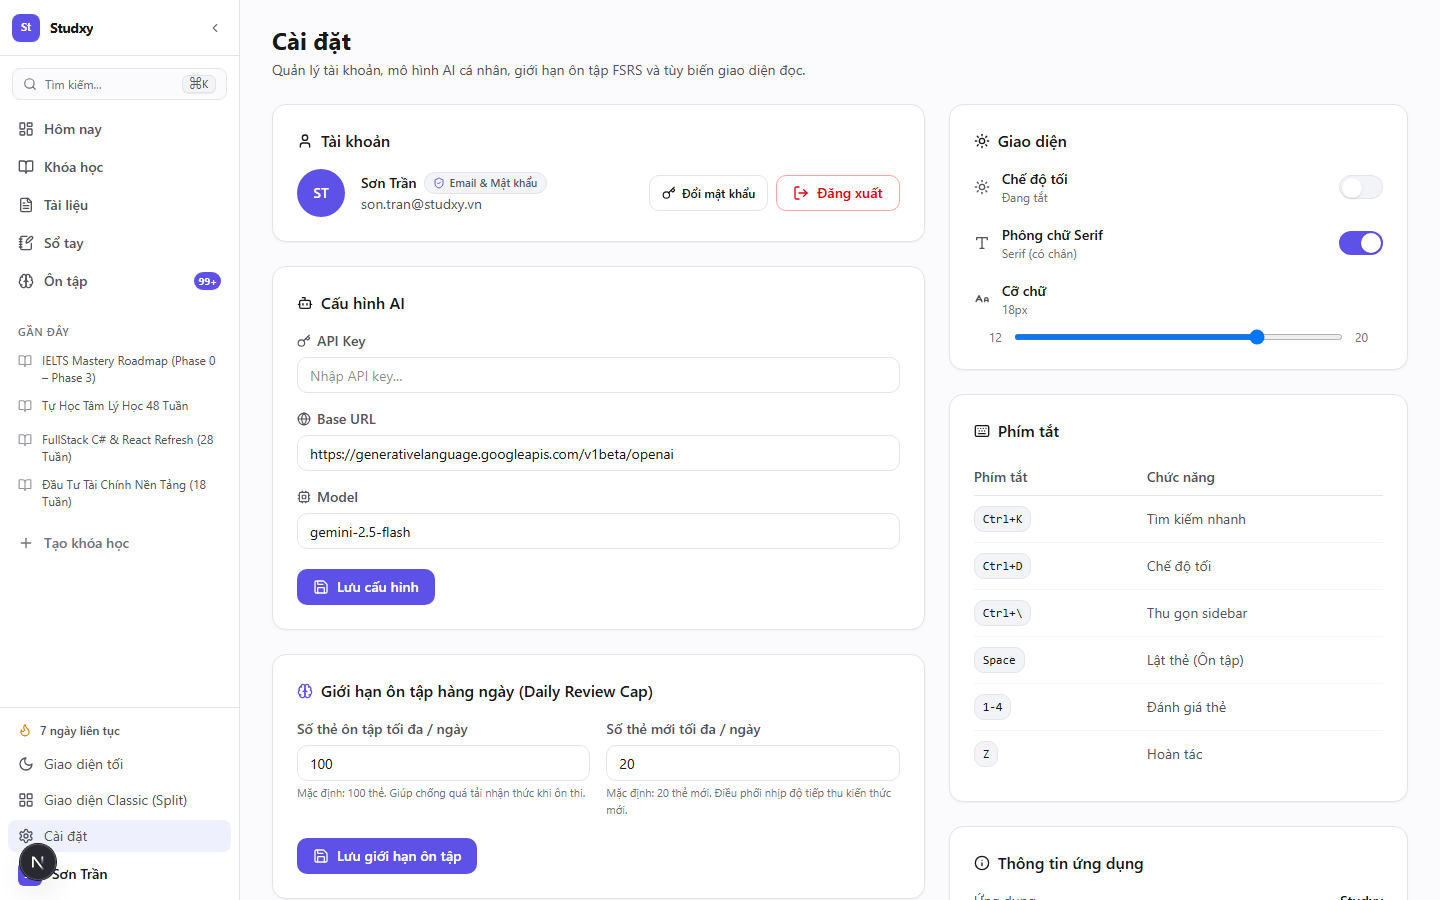 St Studxy
Tìm kiếm... ⌘K
Hôm nay
Khóa học
Tài liệu
Sổ tay
Ôn tập 99+
GẦN ĐÂY
IELTS Mastery Roadmap (Phase 0
– Phase 3)
Tự Học Tâm Lý Học 48 Tuần
FullStack C# & React Refresh (28
Tuần)
Đầu Tư Tài Chính Nền Tảng (18
Tuần)
Tạo khóa học
7 ngày liên tục
Giao diện tối
Giao diện Classic (Split)
Cài đặt
N Sơn Trần
Cài đặt
Quản lý tài khoản, mô hình AI cá nhân, giới hạn ôn tập FSRS và tùy biến giao diện đọc.
Tài khoản
ST
Sơn Trần Email & Mật khẩu
son.tran@studxy.vn
Đổi mật khẩu
Đăng xuất
Cấu hình AI
API Key
Nhập API key...
Base URL
https://generativelanguage.googleapis.com/v1beta/openai
Model
gemini-2.5-flash
Lưu cấu hình
Giới hạn ôn tập hàng ngày (Daily Review Cap)
Số thẻ ôn tập tối đa / ngày
100
Mặc định: 100 thẻ. Giúp chống quá tải nhận thức khi ôn thi.
Số thẻ mới tối đa / ngày
20
Mặc định: 20 thẻ mới. Điều phối nhịp độ tiếp thu kiến thức
mới.
Lưu giới hạn ôn tập
Giao diện
Chế độ tối
Đang tắt
Phông chữ Serif
Serif (có chân)
Cỡ chữ
18px
12 20
Phím tắt
Phím tắt Chức năng
Ctrl+K Tìm kiếm nhanh
Ctrl+D Chế độ tối
Ctrl+\ Thu gọn sidebar
Space Lật thẻ (Ôn tập)
1-4 Đánh giá thẻ
Z Hoàn tác
Thông tin ứng dụng
Ứng dụng Studxy